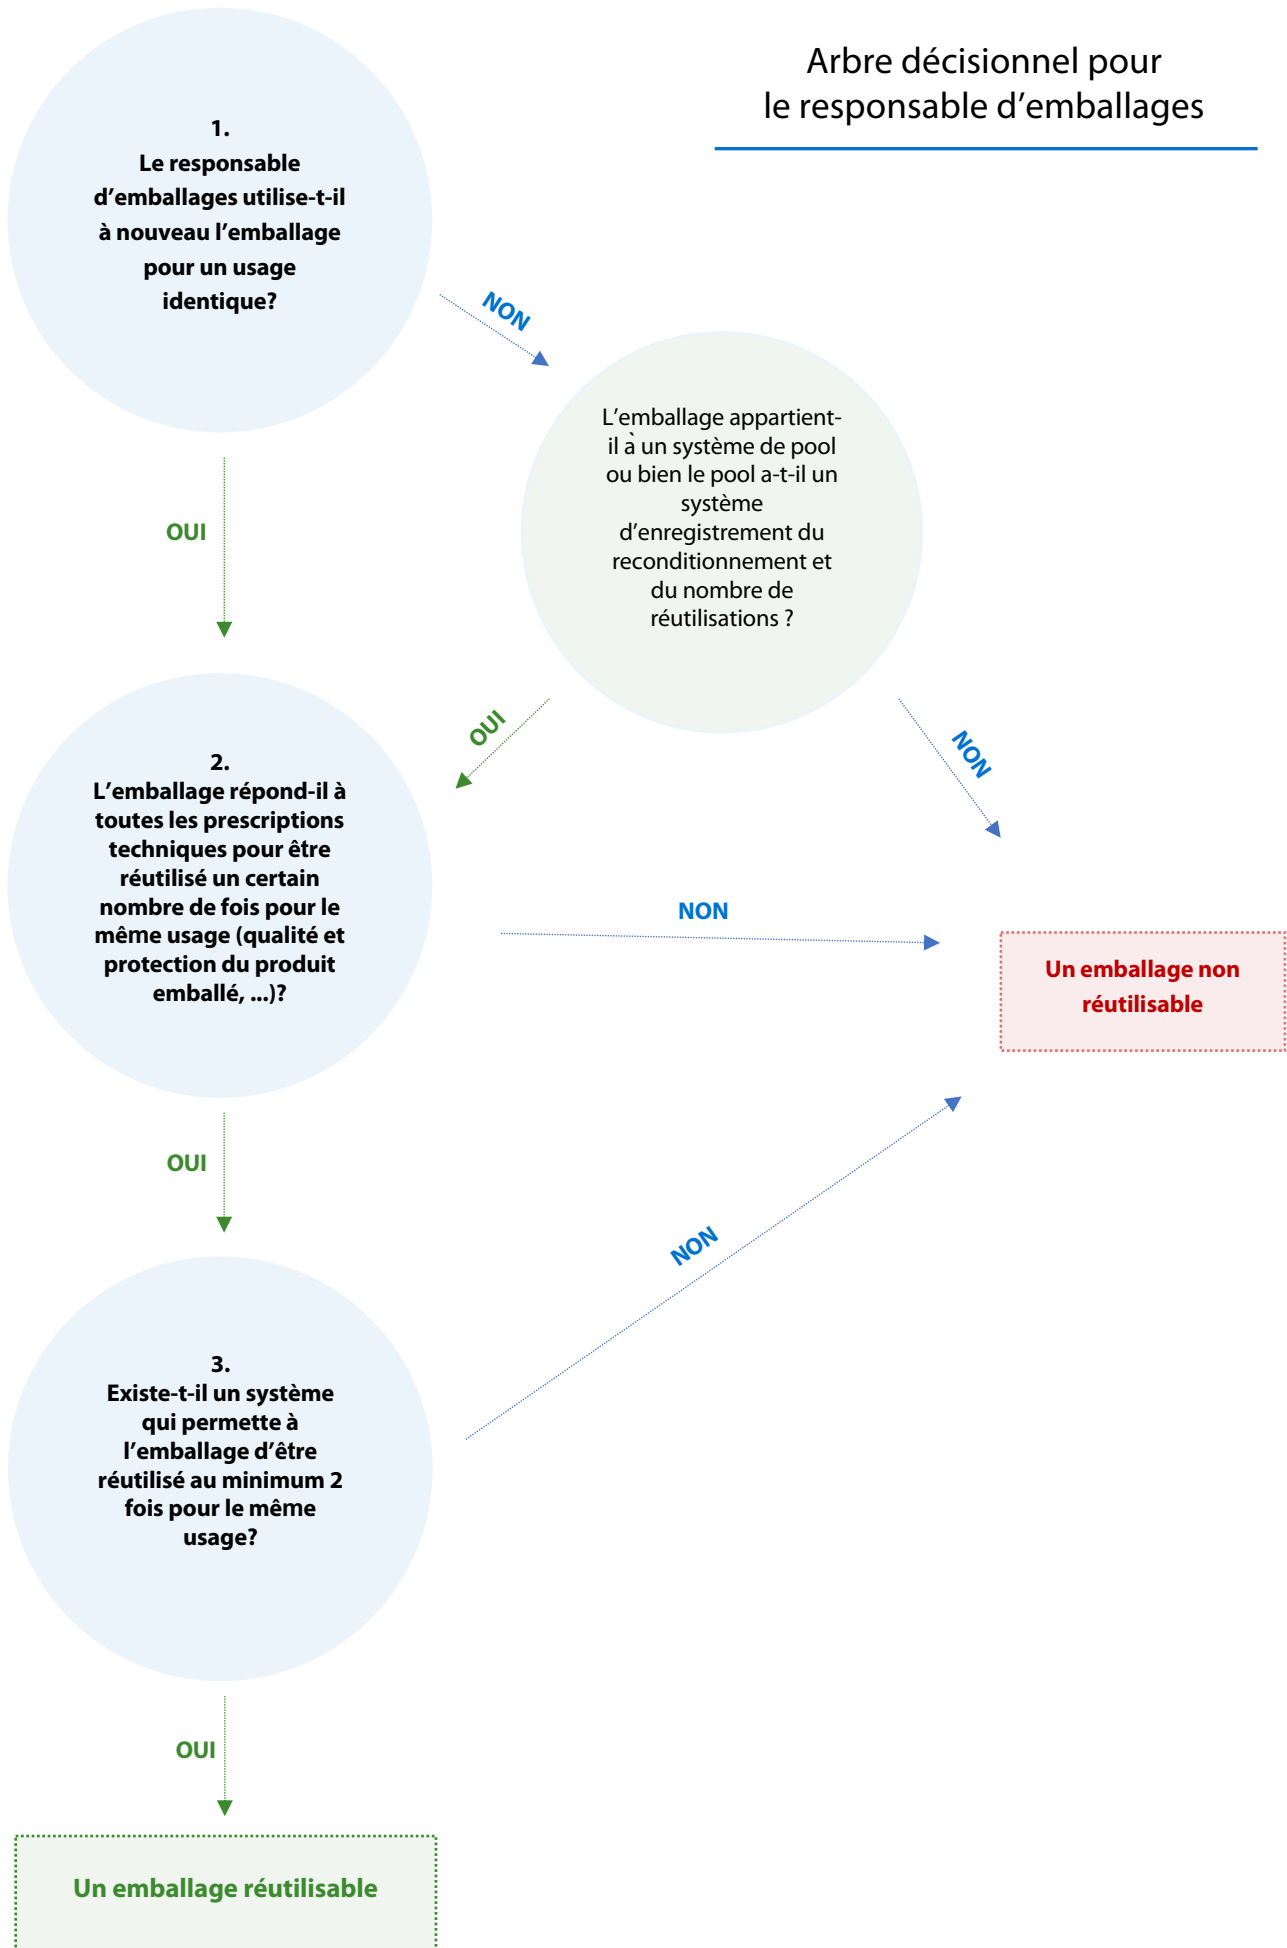 Arbre décisionnel pour
le responsable d’emballages
1.
Le responsable
d’emballages utilise-t-il
à nouveau l’emballage
pour un usage
identique?
NON
L’emballage appartient-
il à un système de pool
ou bien le pool a-t-il un
système
d’enregistrement du
reconditionnement et
du nombre de
réutilisations ?
OUI
OUI
NON
2.
L’emballage répond-il à
toutes les prescriptions
techniques pour être
réutilisé un certain
nombre de fois pour le
même usage (qualité et
protection du produit
emballé, ...)?
NON
Un emballage non
réutilisable
OUI
NON
3.
Existe-t-il un système
qui permette à
l’emballage d’être
réutilisé au minimum 2
fois pour le même
usage?
OUI
Un emballage réutilisable